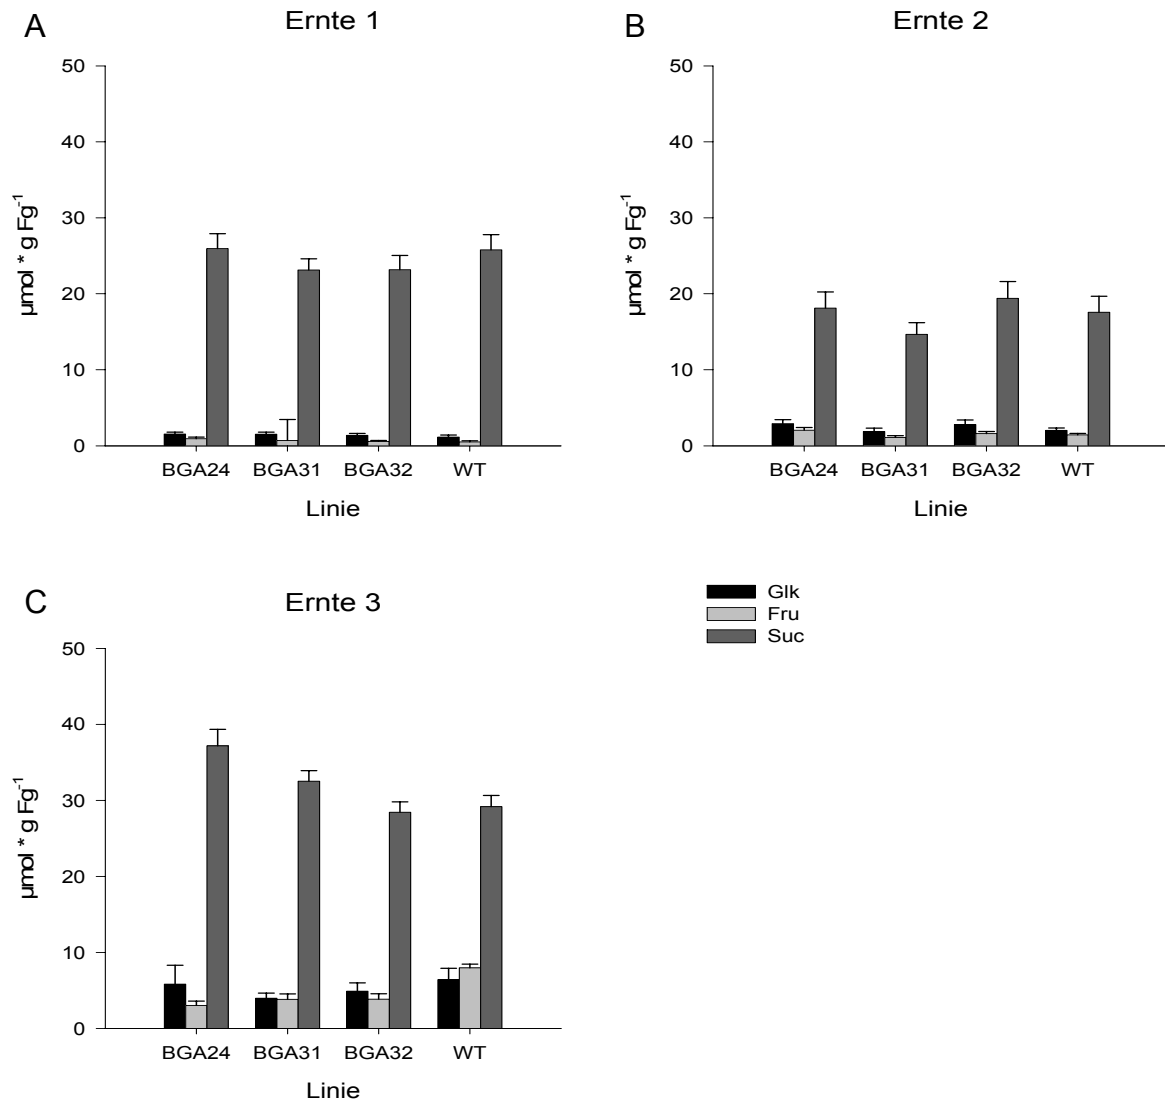 A
Ernte 1
50
40
30
20
10
0
µmol * g Fg⁻¹
BGA24 BGA31 BGA32 WT
Linie
B
Ernte 2
50
40
30
20
10
0
µmol * g Fg⁻¹
BGA24 BGA31 BGA32 WT
Linie
C
Ernte 3
50
40
30
20
10
0
µmol * g Fg⁻¹
BGA24 BGA31 BGA32 WT
Linie
Glk
Fru
Suc